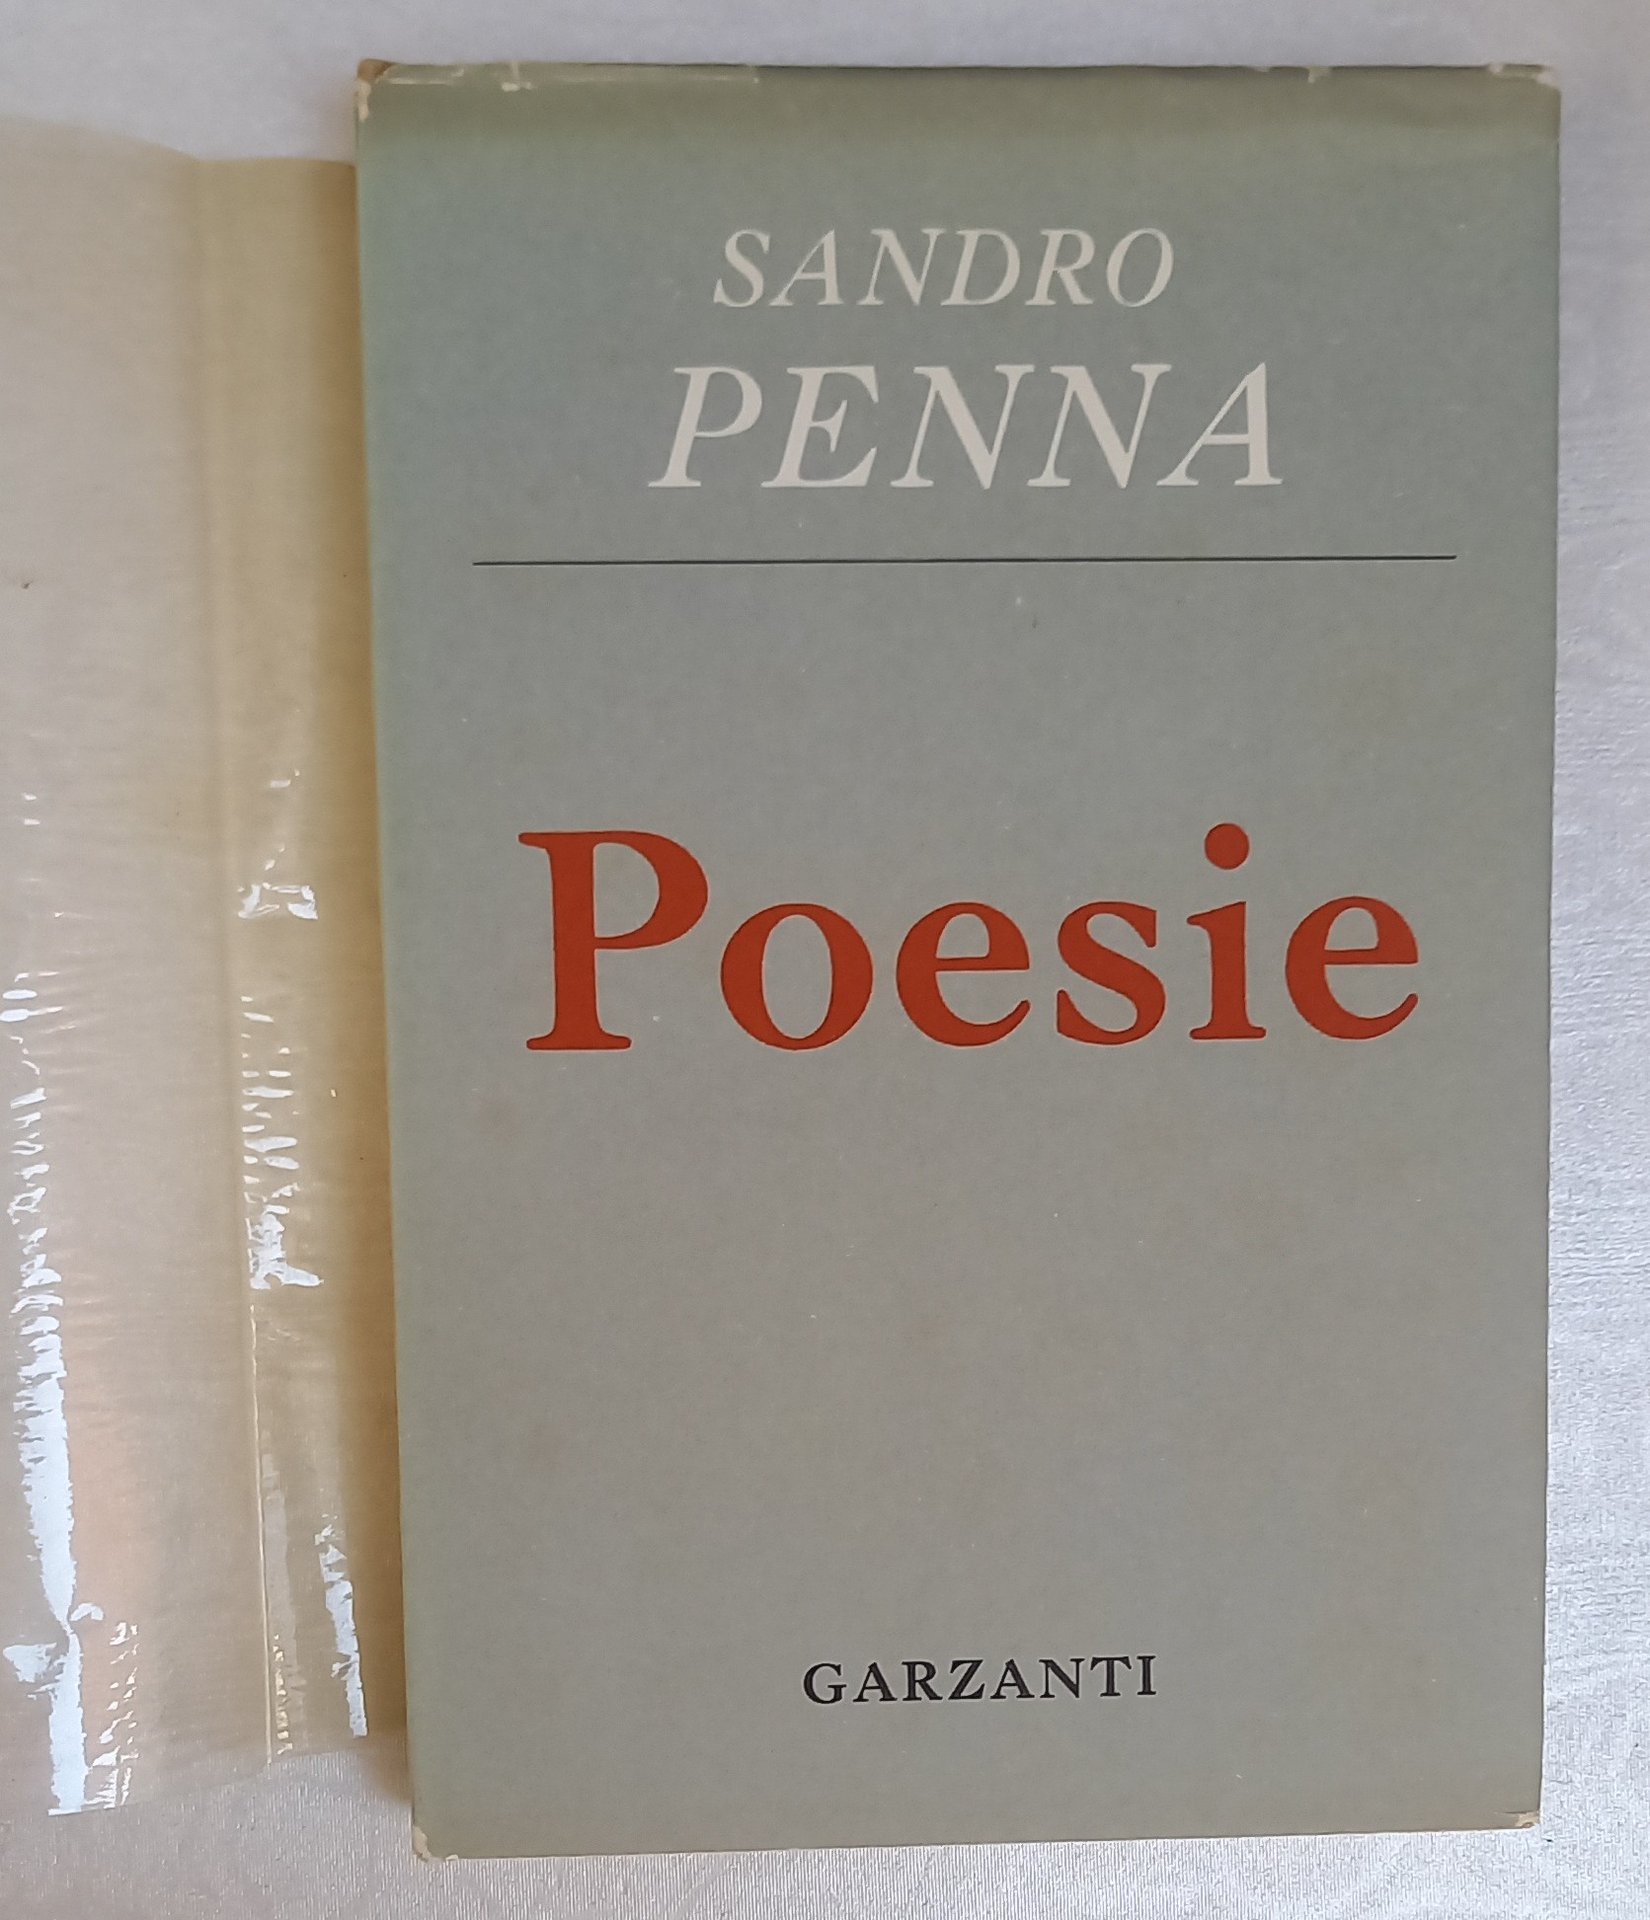 SANDRO
PENNA
Poesie
GARZANTI